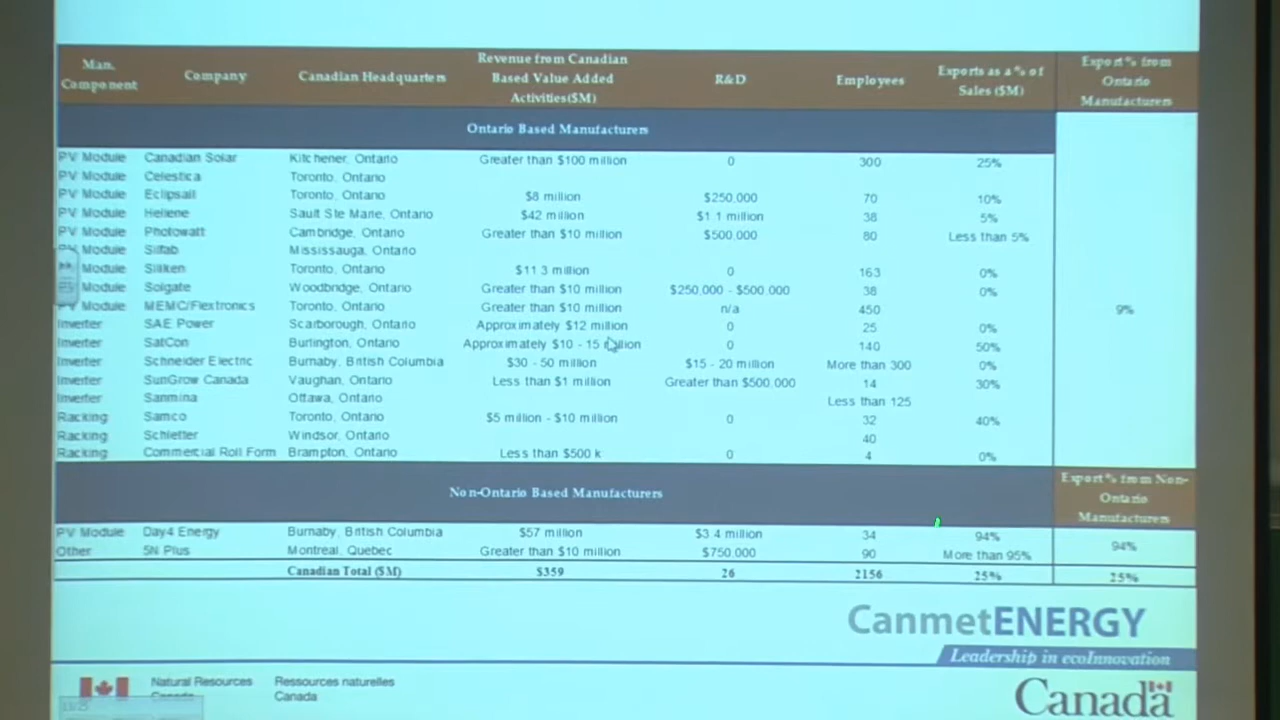 Man. Component Company Canadian Headquarters Revenue from Canadian Based Value Added Activities($M) R&D Employees Exports as a % of Sales ($M) Export % from Ontario Manufacturers
Ontario Based Manufacturers
PV Module Canadian Solar Kitchener, Ontario Greater than $100 million 0 300 25%
PV Module Celestica Toronto, Ontario
PV Module Eclipsall Toronto, Ontario $8 million $250,000 70 10%
PV Module Heliene Sault Ste Marie, Ontario $42 million $1.1 million 38 5%
PV Module Photowatt Cambridge, Ontario Greater than $10 million $500,000 80 Less than 5%
PV Module Silfab Mississauga, Ontario
Module Siliken Toronto, Ontario $11.3 million 0 163 0%
PV Module Solgate Woodbridge, Ontario Greater than $10 million $250,000 - $500,000 38 0%
PV Module MEMC/Flextronics Toronto, Ontario Greater than $10 million n/a 450
9%
Inverter SAE Power Scarborough, Ontario Approximately $12 million 0 25 0%
Inverter SatCon Burlington, Ontario Approximately $10 - 15 million 0 140 50%
Inverter Schneider Electric Burnaby, British Columbia $30 - 50 million $15 - 20 million More than 300 0%
Inverter SunGrow Canada Vaughan, Ontario Less than $1 million Greater than $500,000 14 30%
Inverter Sanmina Ottawa, Ontario Less than 125
Racking Samco Toronto, Ontario $5 million - $10 million 0 32 40%
Racking Schletter Windsor, Ontario 40
Racking Commercial Roll Form Brampton, Ontario Less than $500 k 0 4 0%
Non-Ontario Based Manufacturers Export % from Non-Ontario Manufacturers
PV Module Day4 Energy Burnaby, British Columbia $57 million $3.4 million 34 94%
94%
Other 5N Plus Montreal, Quebec Greater than $10 million $750,000 90 More than 95%
Canadian Total ($M) $359 26 2156 25% 25%
CanmetENERGY
Leadership in ecoInnovation
Natural Resources Ressources naturelles
Canada Canada
Canada
13/25